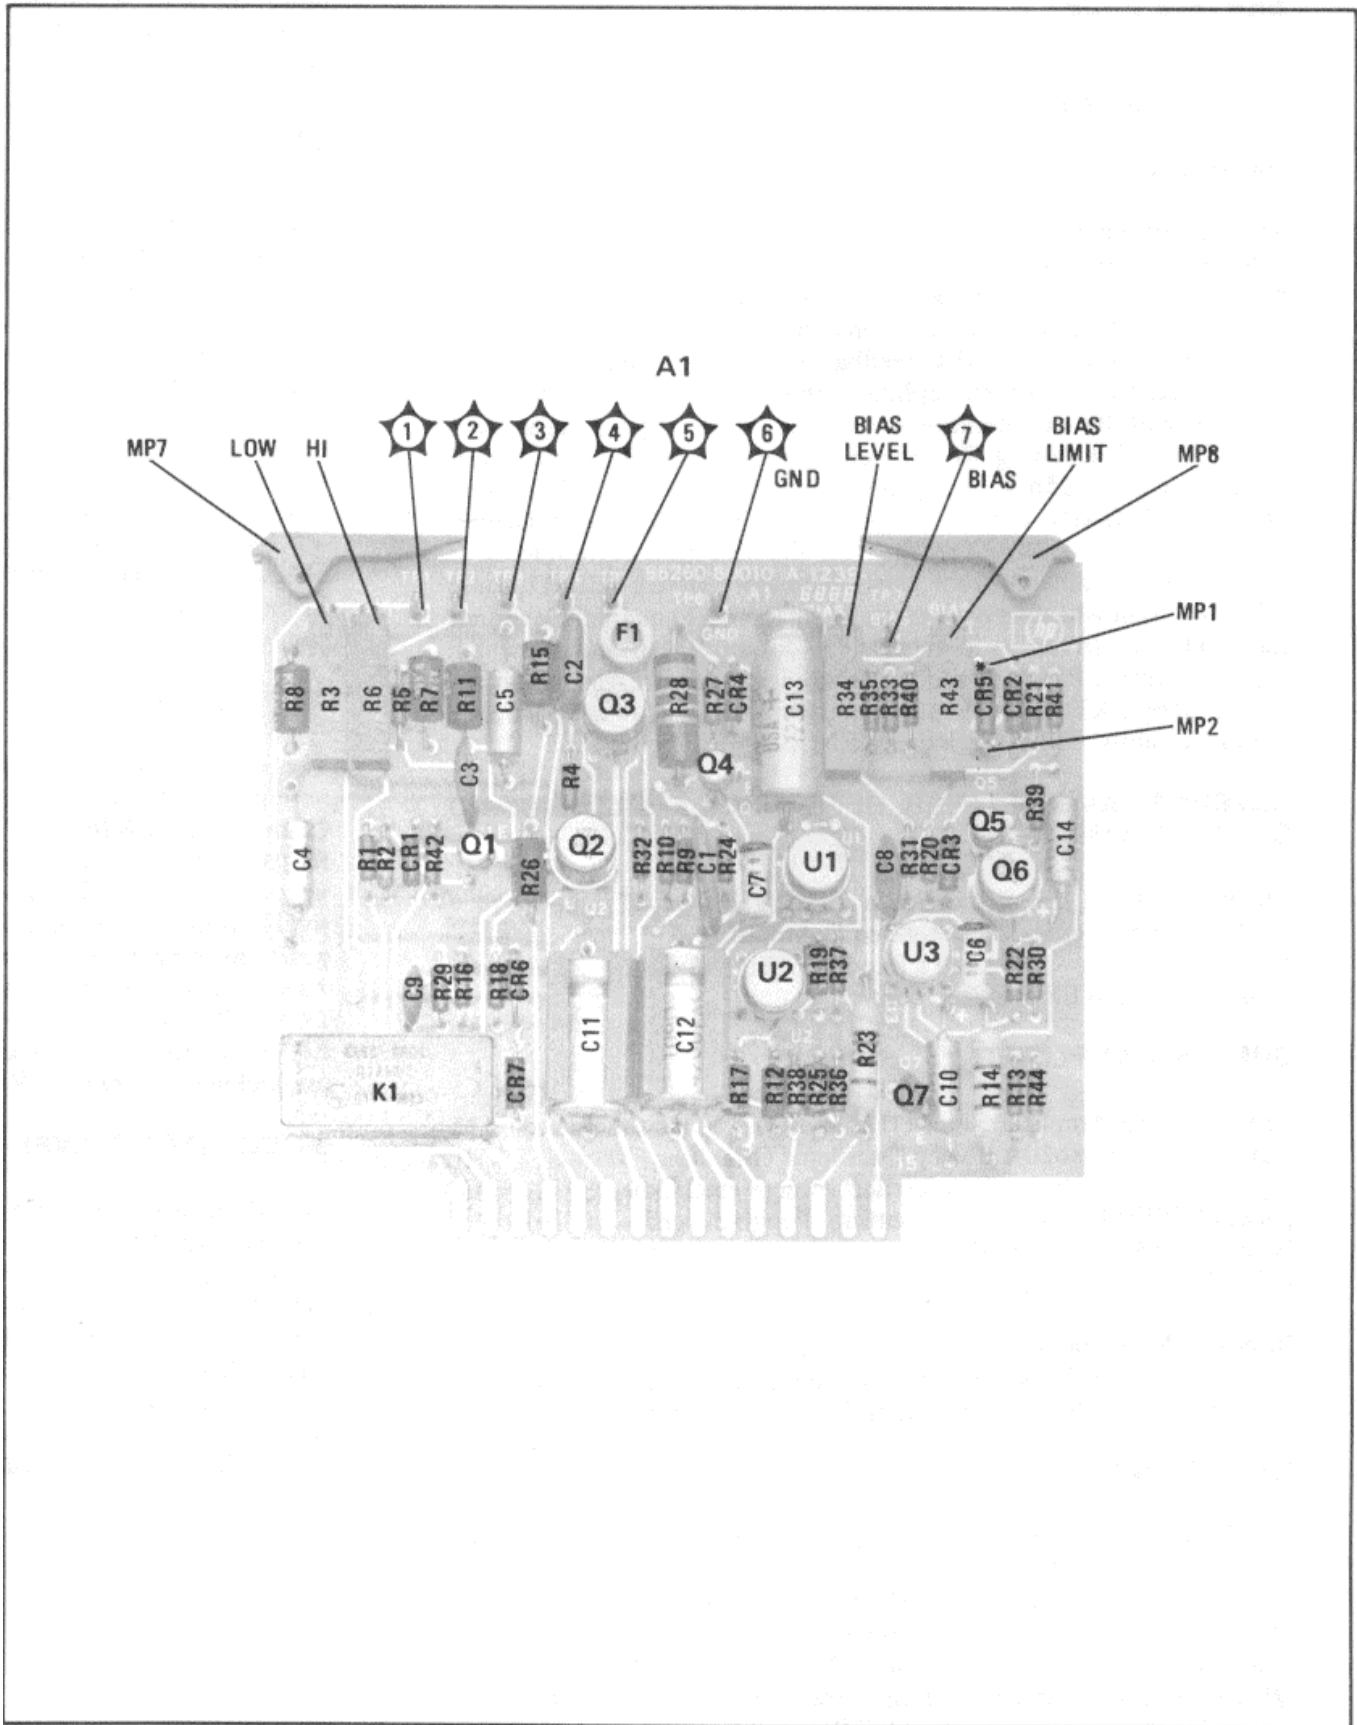 A1
1 2 3 4 5 6 7
MP7 LOW HI GND BIAS LEVEL BIAS BIAS LIMIT MP8
MP1
MP2
A1
GND
hp
F1
R8 R3 R6 R5 R7 R11 C5 R15 C2 Q3 R28 R27 CR4 C13 R34 R35 R33 R40 R43 CR5* CR2 R21 R41
C3 R4 Q4
C4 R1 R2 CR1 R42 Q1 R26 Q2 R32 R10 R9 C1 R24 C7 U1 C8 R31 R20 CR3 Q5 Q6 R39 C14
C9 R29 R16 R18 CR6 C11 C12 U2 R19 R37 U3 C6 R22 R30
K1 CR7 R17 R12 R38 R25 R36 R23 Q7 C10 R14 R13 R44